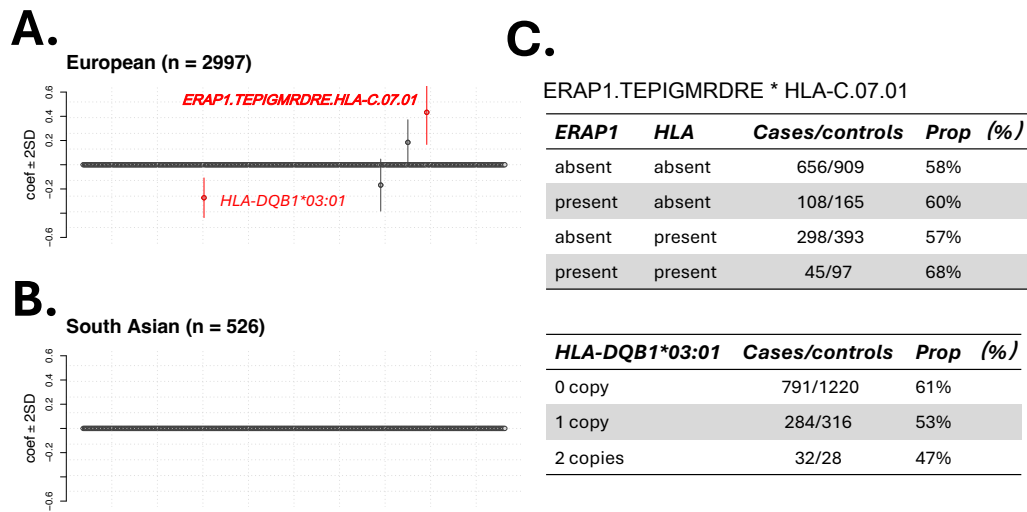 A.
European (n = 2997)
coef ± 2SD
0.6
0.4
0.2
−0.2
−0.6
ERAP1.TEPIGMRDRE.HLA-C.07.01
HLA-DQB1*03:01
B.
South Asian (n = 526)
coef ± 2SD
0.6
0.4
0.2
−0.2
−0.6
C.
ERAP1.TEPIGMRDRE * HLA-C.07.01
ERAP1 HLA Cases/controls Prop (%)
absent absent 656/909 58%
present absent 108/165 60%
absent present 298/393 57%
present present 45/97 68%
HLA-DQB1*03:01 Cases/controls Prop (%)
0 copy 791/1220 61%
1 copy 284/316 53%
2 copies 32/28 47%